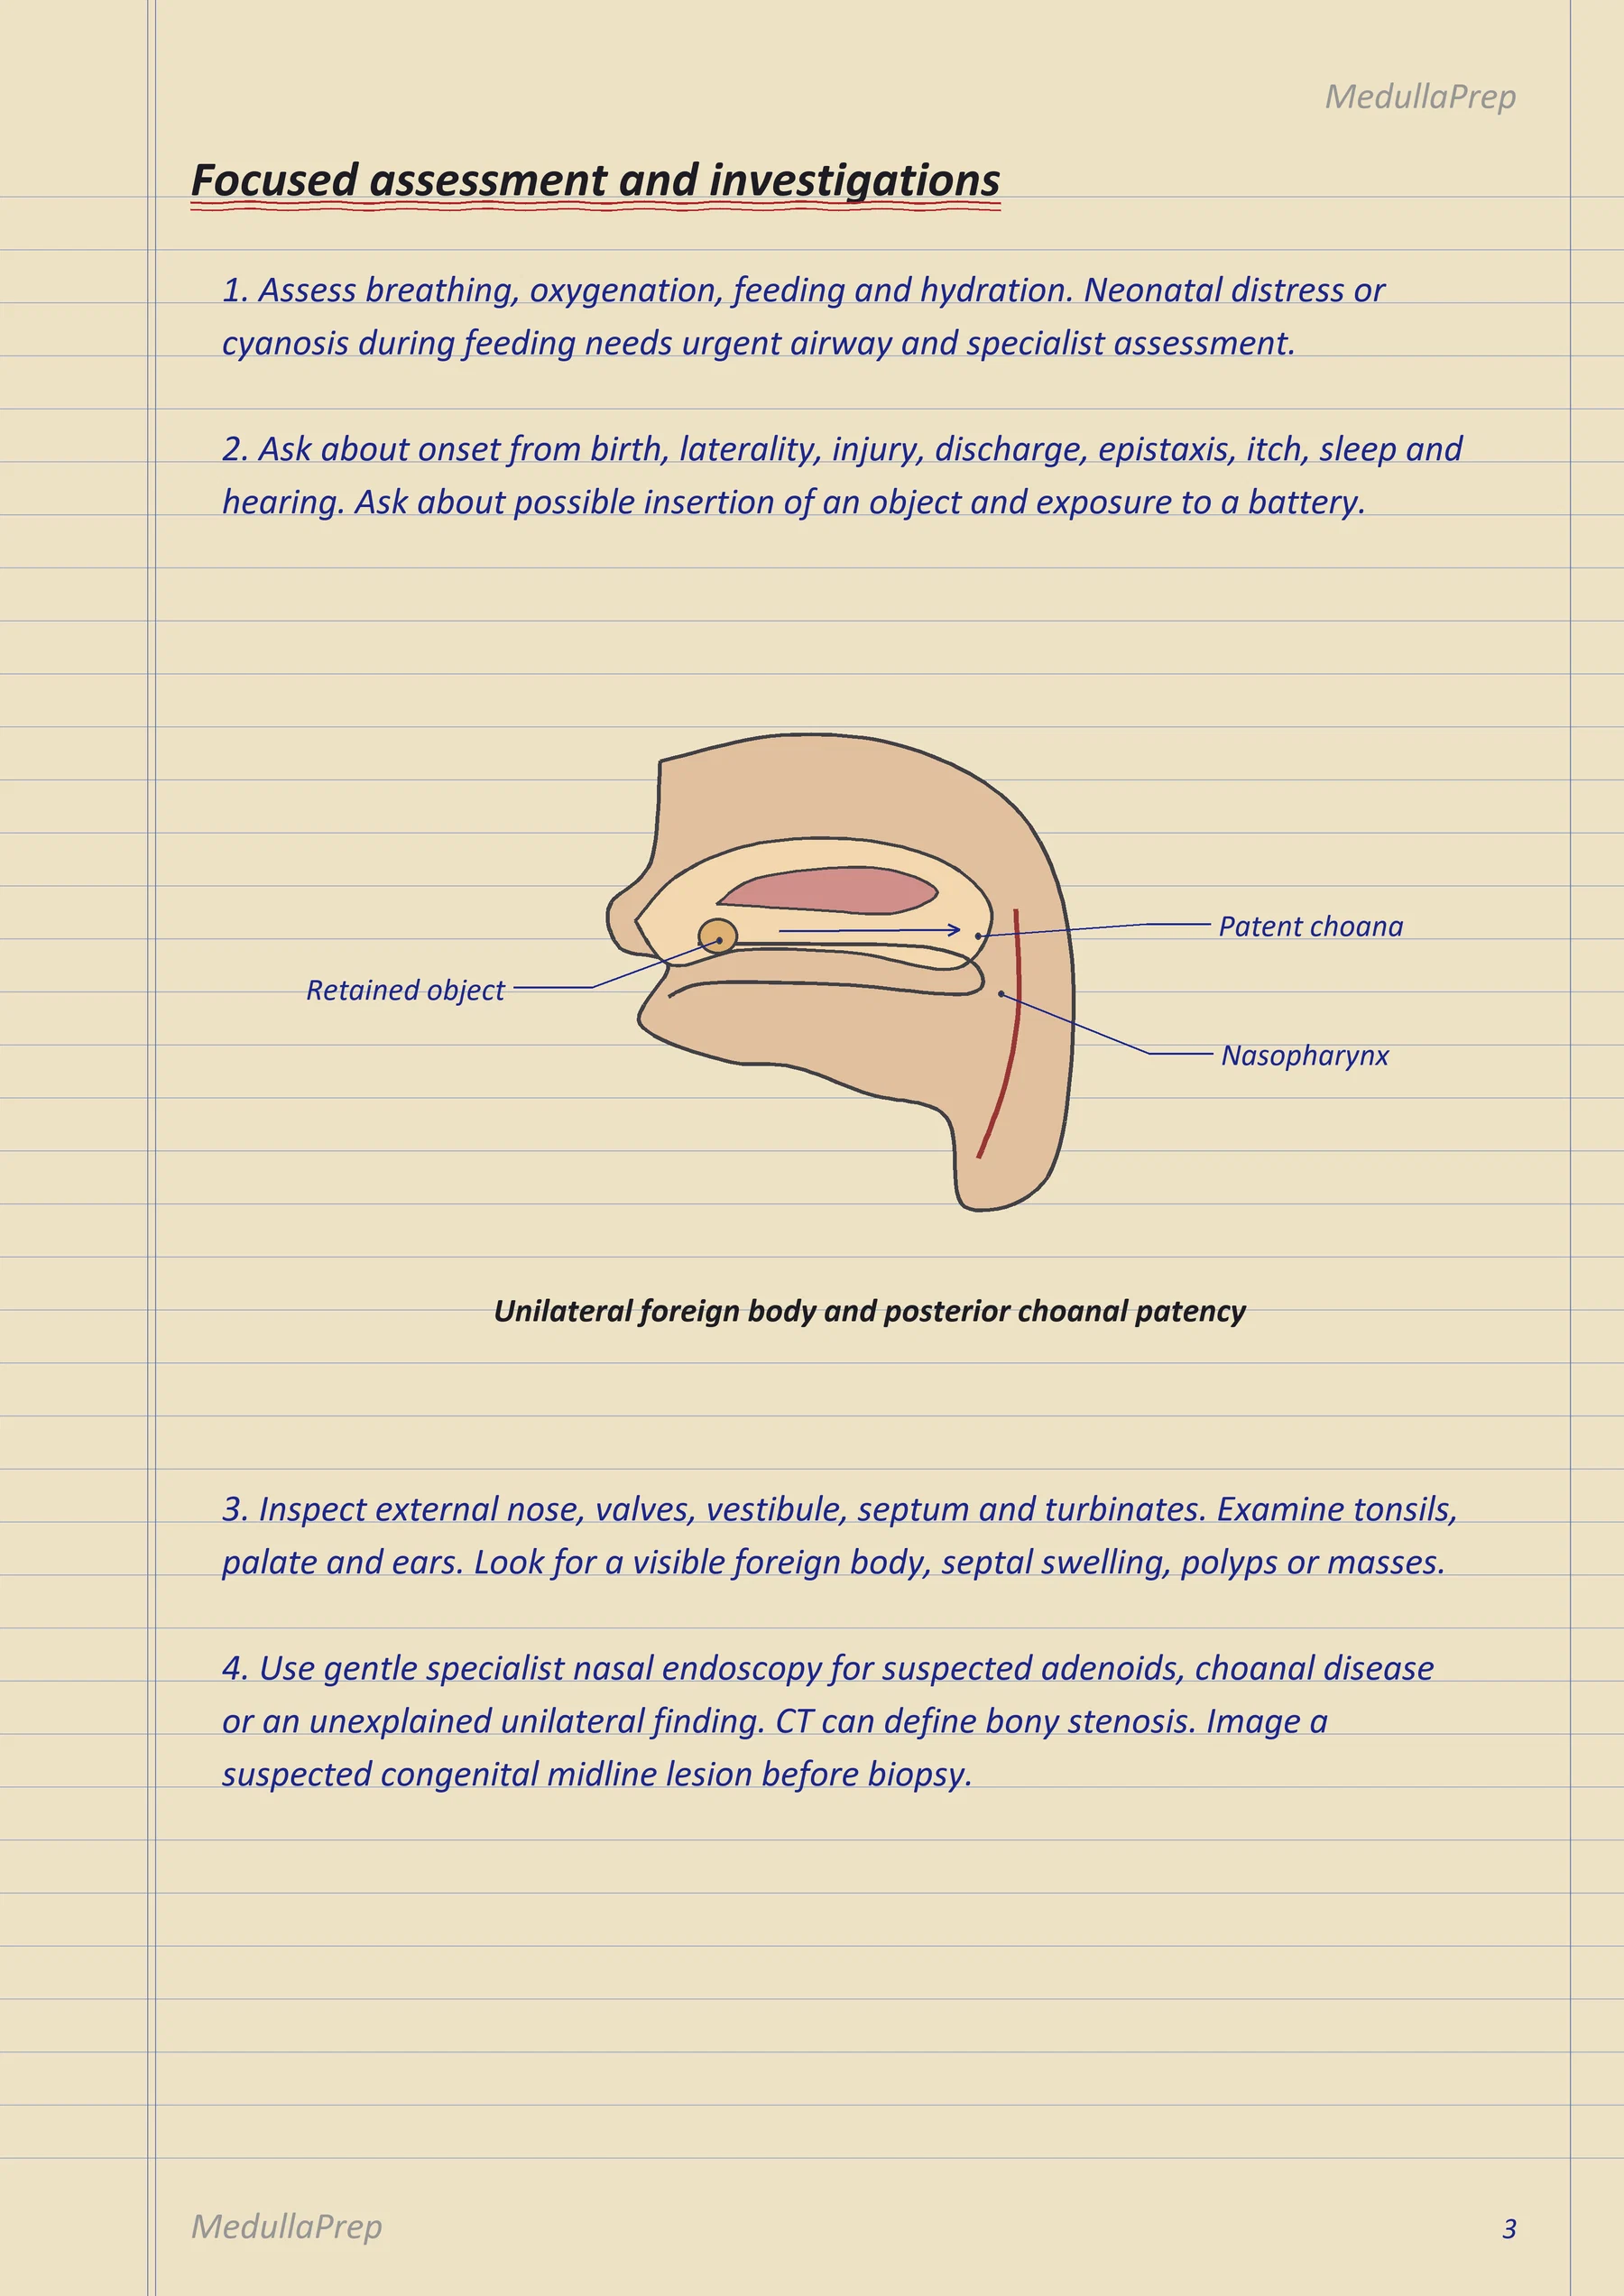 MedullaPrep
Focused assessment and investigations
1. Assess breathing, oxygenation, feeding and hydration. Neonatal distress or
cyanosis during feeding needs urgent airway and specialist assessment.
2. Ask about onset from birth, laterality, injury, discharge, epistaxis, itch, sleep and
hearing. Ask about possible insertion of an object and exposure to a battery.
Patent choana
Retained object
Nasopharynx
Unilateral foreign body and posterior choanal patency
3. Inspect external nose, valves, vestibule, septum and turbinates. Examine tonsils,
palate and ears. Look for a visible foreign body, septal swelling, polyps or masses.
4. Use gentle specialist nasal endoscopy for suspected adenoids, choanal disease
or an unexplained unilateral finding. CT can define bony stenosis. Image a
suspected congenital midline lesion before biopsy.
MedullaPrep
3